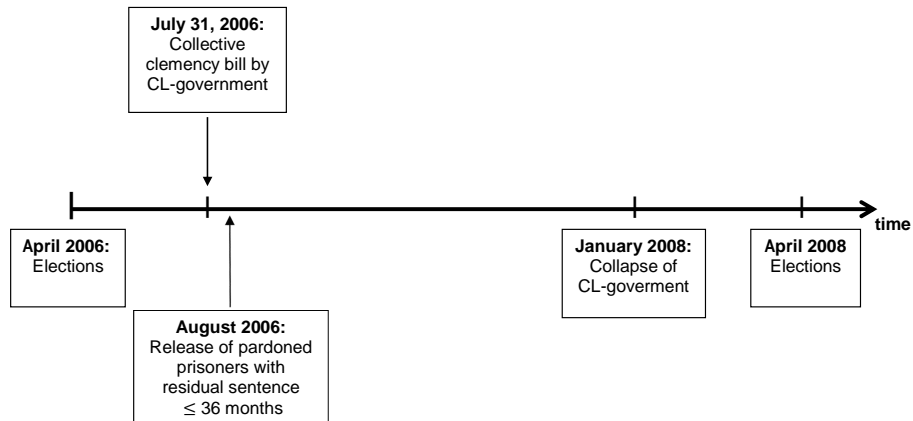 July 31, 2006:
Collective
clemency bill by
CL-government
time
April 2006:
Elections
January 2008:
Collapse of
CL-goverment
April 2008
Elections
August 2006:
Release of pardoned
prisoners with
residual sentence
≤ 36 months